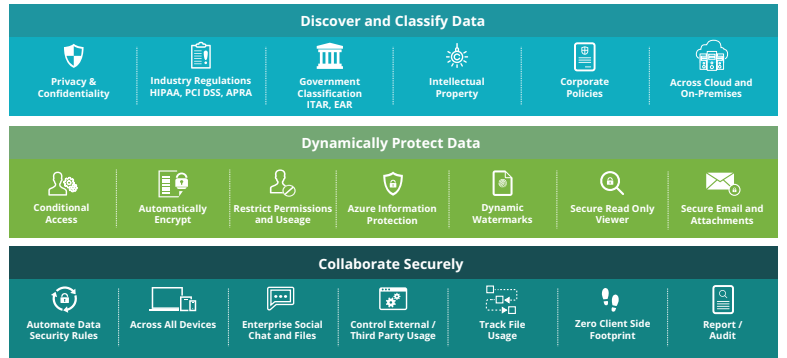 Discover and Classify Data
Privacy &
Confidentiality
Industry Regulations
HIPAA, PCI DSS, APRA
Government
Classification
ITAR, EAR
Intellectual
Property
Corporate
Policies
Across Cloud and
On-Premises
Dynamically Protect Data
Conditional
Access
Automatically
Encrypt
Restrict Permissions
and Useage
Azure Information
Protection
Dynamic
Watermarks
Secure Read Only
Viewer
Secure Email and
Attachments
Collaborate Securely
Automate Data
Security Rules
Across All Devices
Enterprise Social
Chat and Files
Control External /
Third Party Usage
Track File
Usage
Zero Client Side
Footprint
Report /
Audit